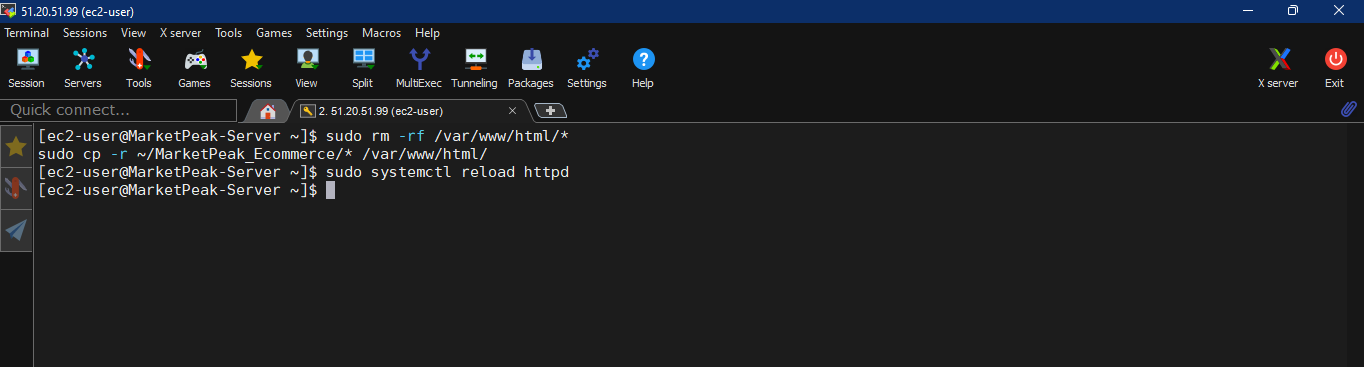 51.20.51.99 (ec2-user)
Terminal Sessions View X server Tools Games Settings Macros Help
Session Servers Tools Games Sessions View Split MultiExec Tunneling Packages Settings Help X server Exit
Quick connect... 2. 51.20.51.99 (ec2-user)
[ec2-user@MarketPeak-Server ~]$ sudo rm -rf /var/www/html/*
sudo cp -r ~/MarketPeak_Ecommerce/* /var/www/html/
[ec2-user@MarketPeak-Server ~]$ sudo systemctl reload httpd
[ec2-user@MarketPeak-Server ~]$